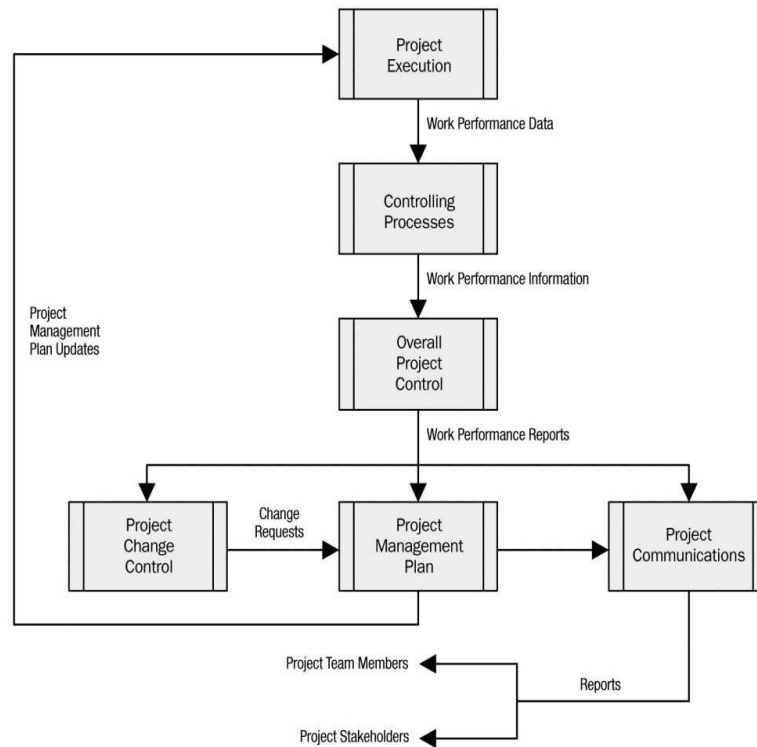 Project
Execution
Work Performance Data
Controlling
Processes
Work Performance Information
Project
Management
Plan Updates
Overall
Project
Control
Work Performance Reports
Project
Change
Control
Change
Requests
Project
Management
Plan
Project
Communications
Project Team Members
Reports
Project Stakeholders